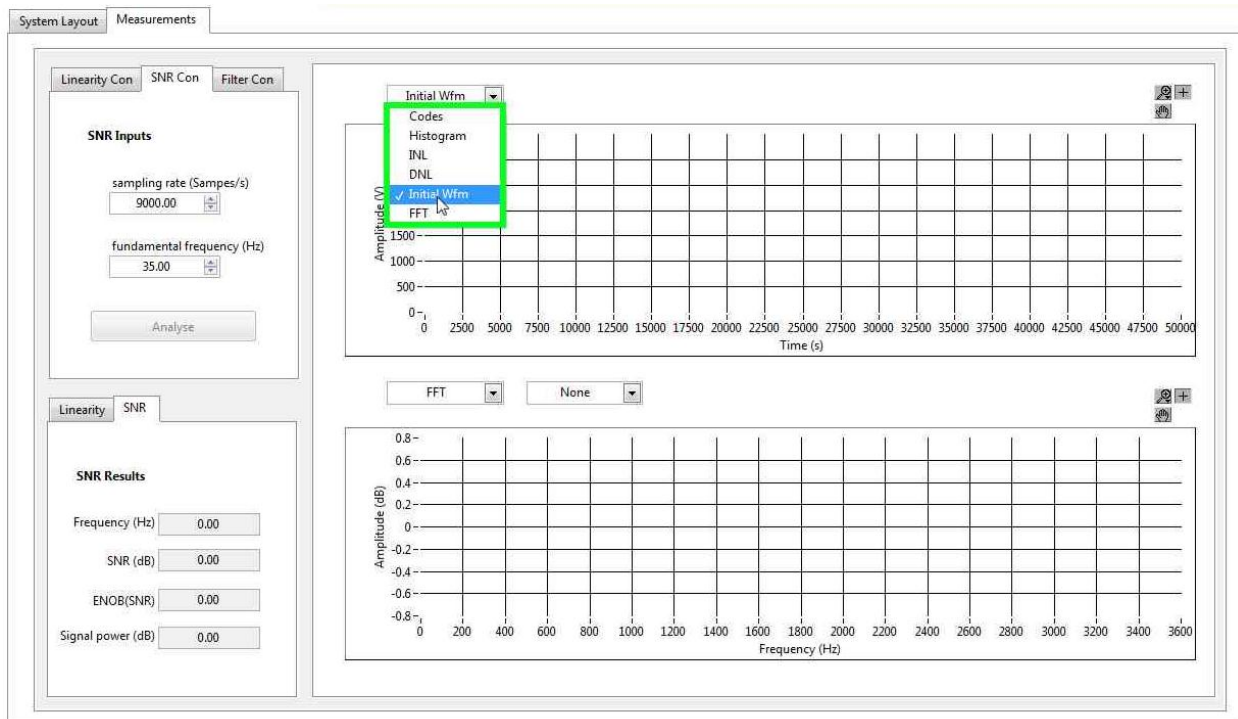 System Layout Measurements
Linearity Con SNR Con Filter Con
SNR Inputs
sampling rate (Sampes/s)
9000.00
fundamental frequency (Hz)
35.00
Analyse
Linearity SNR
SNR Results
Frequency (Hz) 0.00
SNR (dB) 0.00
ENOB(SNR) 0.00
Signal power (dB) 0.00
Initial Wfm
Codes
Histogram
INL
DNL
✓ Initial Wfm
FFT
Amplitude (V)
1500
1000
500
0
0 2500 5000 7500 10000 12500 15000 17500 20000 22500 25000 27500 30000 32500 35000 37500 40000 42500 45000 47500 50000
Time (s)
FFT None
Amplitude (dB)
0.8
0.6
0.4
0.2
0
-0.2
-0.4
-0.6
-0.8
0 200 400 600 800 1000 1200 1400 1600 1800 2000 2200 2400 2600 2800 3000 3200 3400 3600
Frequency (Hz)